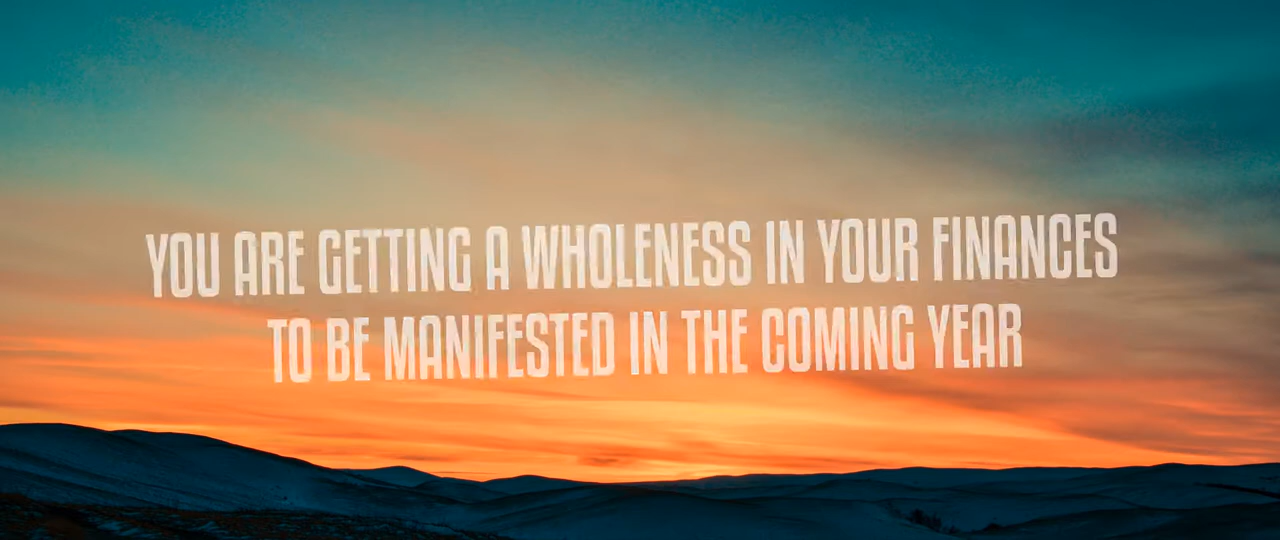 YOU ARE GETTING A WHOLENESS IN YOUR FINANCES
TO BE MANIFESTED IN THE COMING YEAR